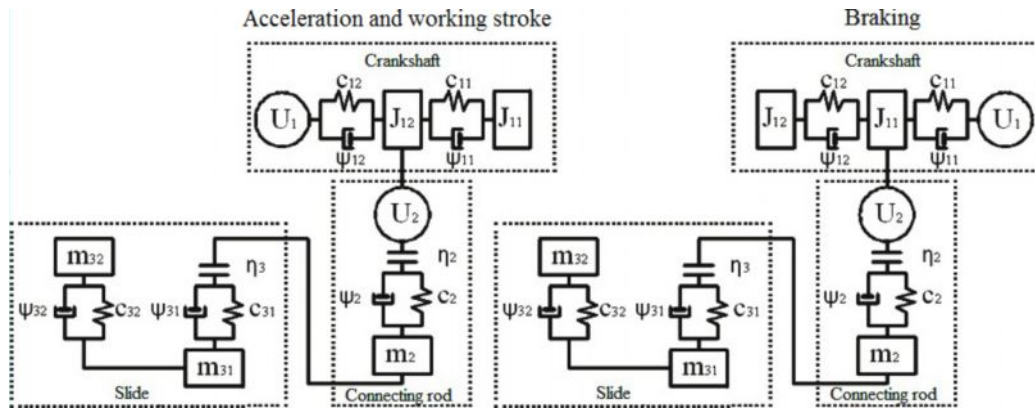 Acceleration and working stroke
Braking
Crankshaft
c₁₂
c₁₁
U₁
J₁₂
J₁₁
ψ₁₂
ψ₁₁
U₂
η₂
ψ₂
c₂
m₂
Connecting rod
m₃₂
η₃
ψ₃₂
c₃₂
ψ₃₁
c₃₁
m₃₁
Slide
Crankshaft
c₁₂
c₁₁
J₁₂
J₁₁
U₁
ψ₁₂
ψ₁₁
U₂
η₂
ψ₂
c₂
m₂
Connecting rod
m₃₂
η₃
ψ₃₂
c₃₂
ψ₃₁
c₃₁
m₃₁
Slide